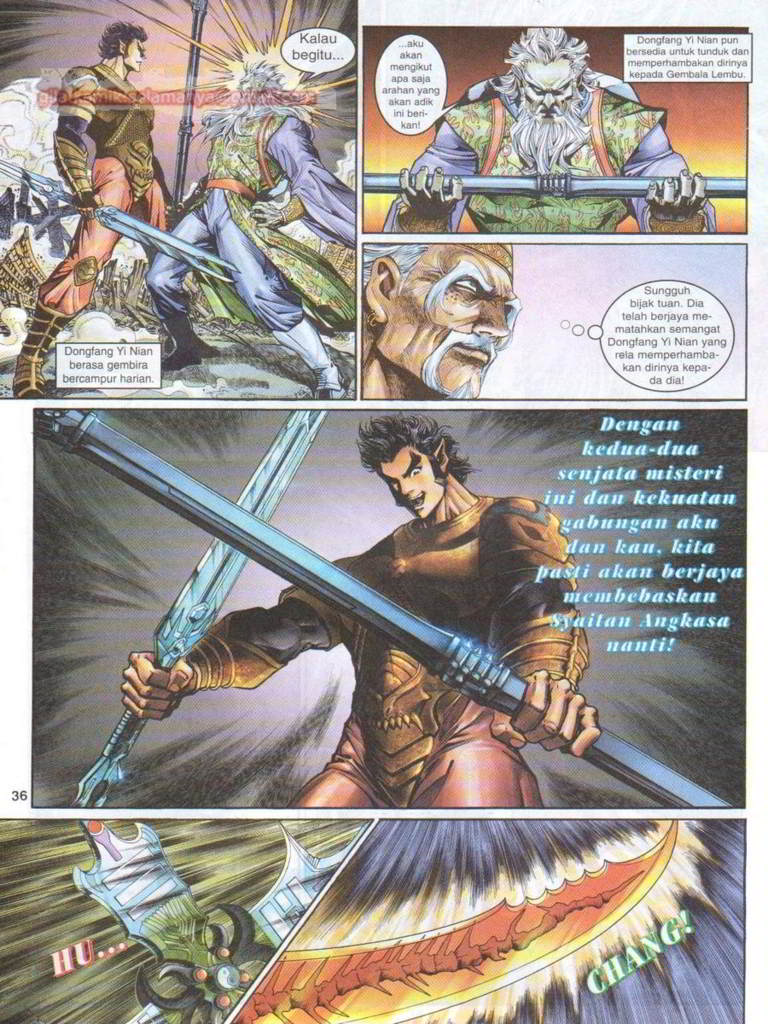 Kalau
begitu...
...aku
akan
mengikut
apa saja
arahan yang
akan adik
beri-
kan!
Dongfang Yi Nian pun
bersedia untuk tunduk dan
memperhambakan dirinya
kepada Gembala Lembu.
Dongfang Yi Nian
berasa gembira
bercampur harian.
Sungguh
bijak tuan. Dia
telah berjaya me-
matahkan semangat
Dongfang Yi Nian yang
rela memperhamba-
kan dirinya kepa-
da dia!
Dengan
kedua-dua
senjata misteri
ini dan kekuatan
gabungan aku
dan kau, kita
pasti akan berjaya
membebaskan
Syaitan Angkasa
nanti!
36
HU...
CHANG!